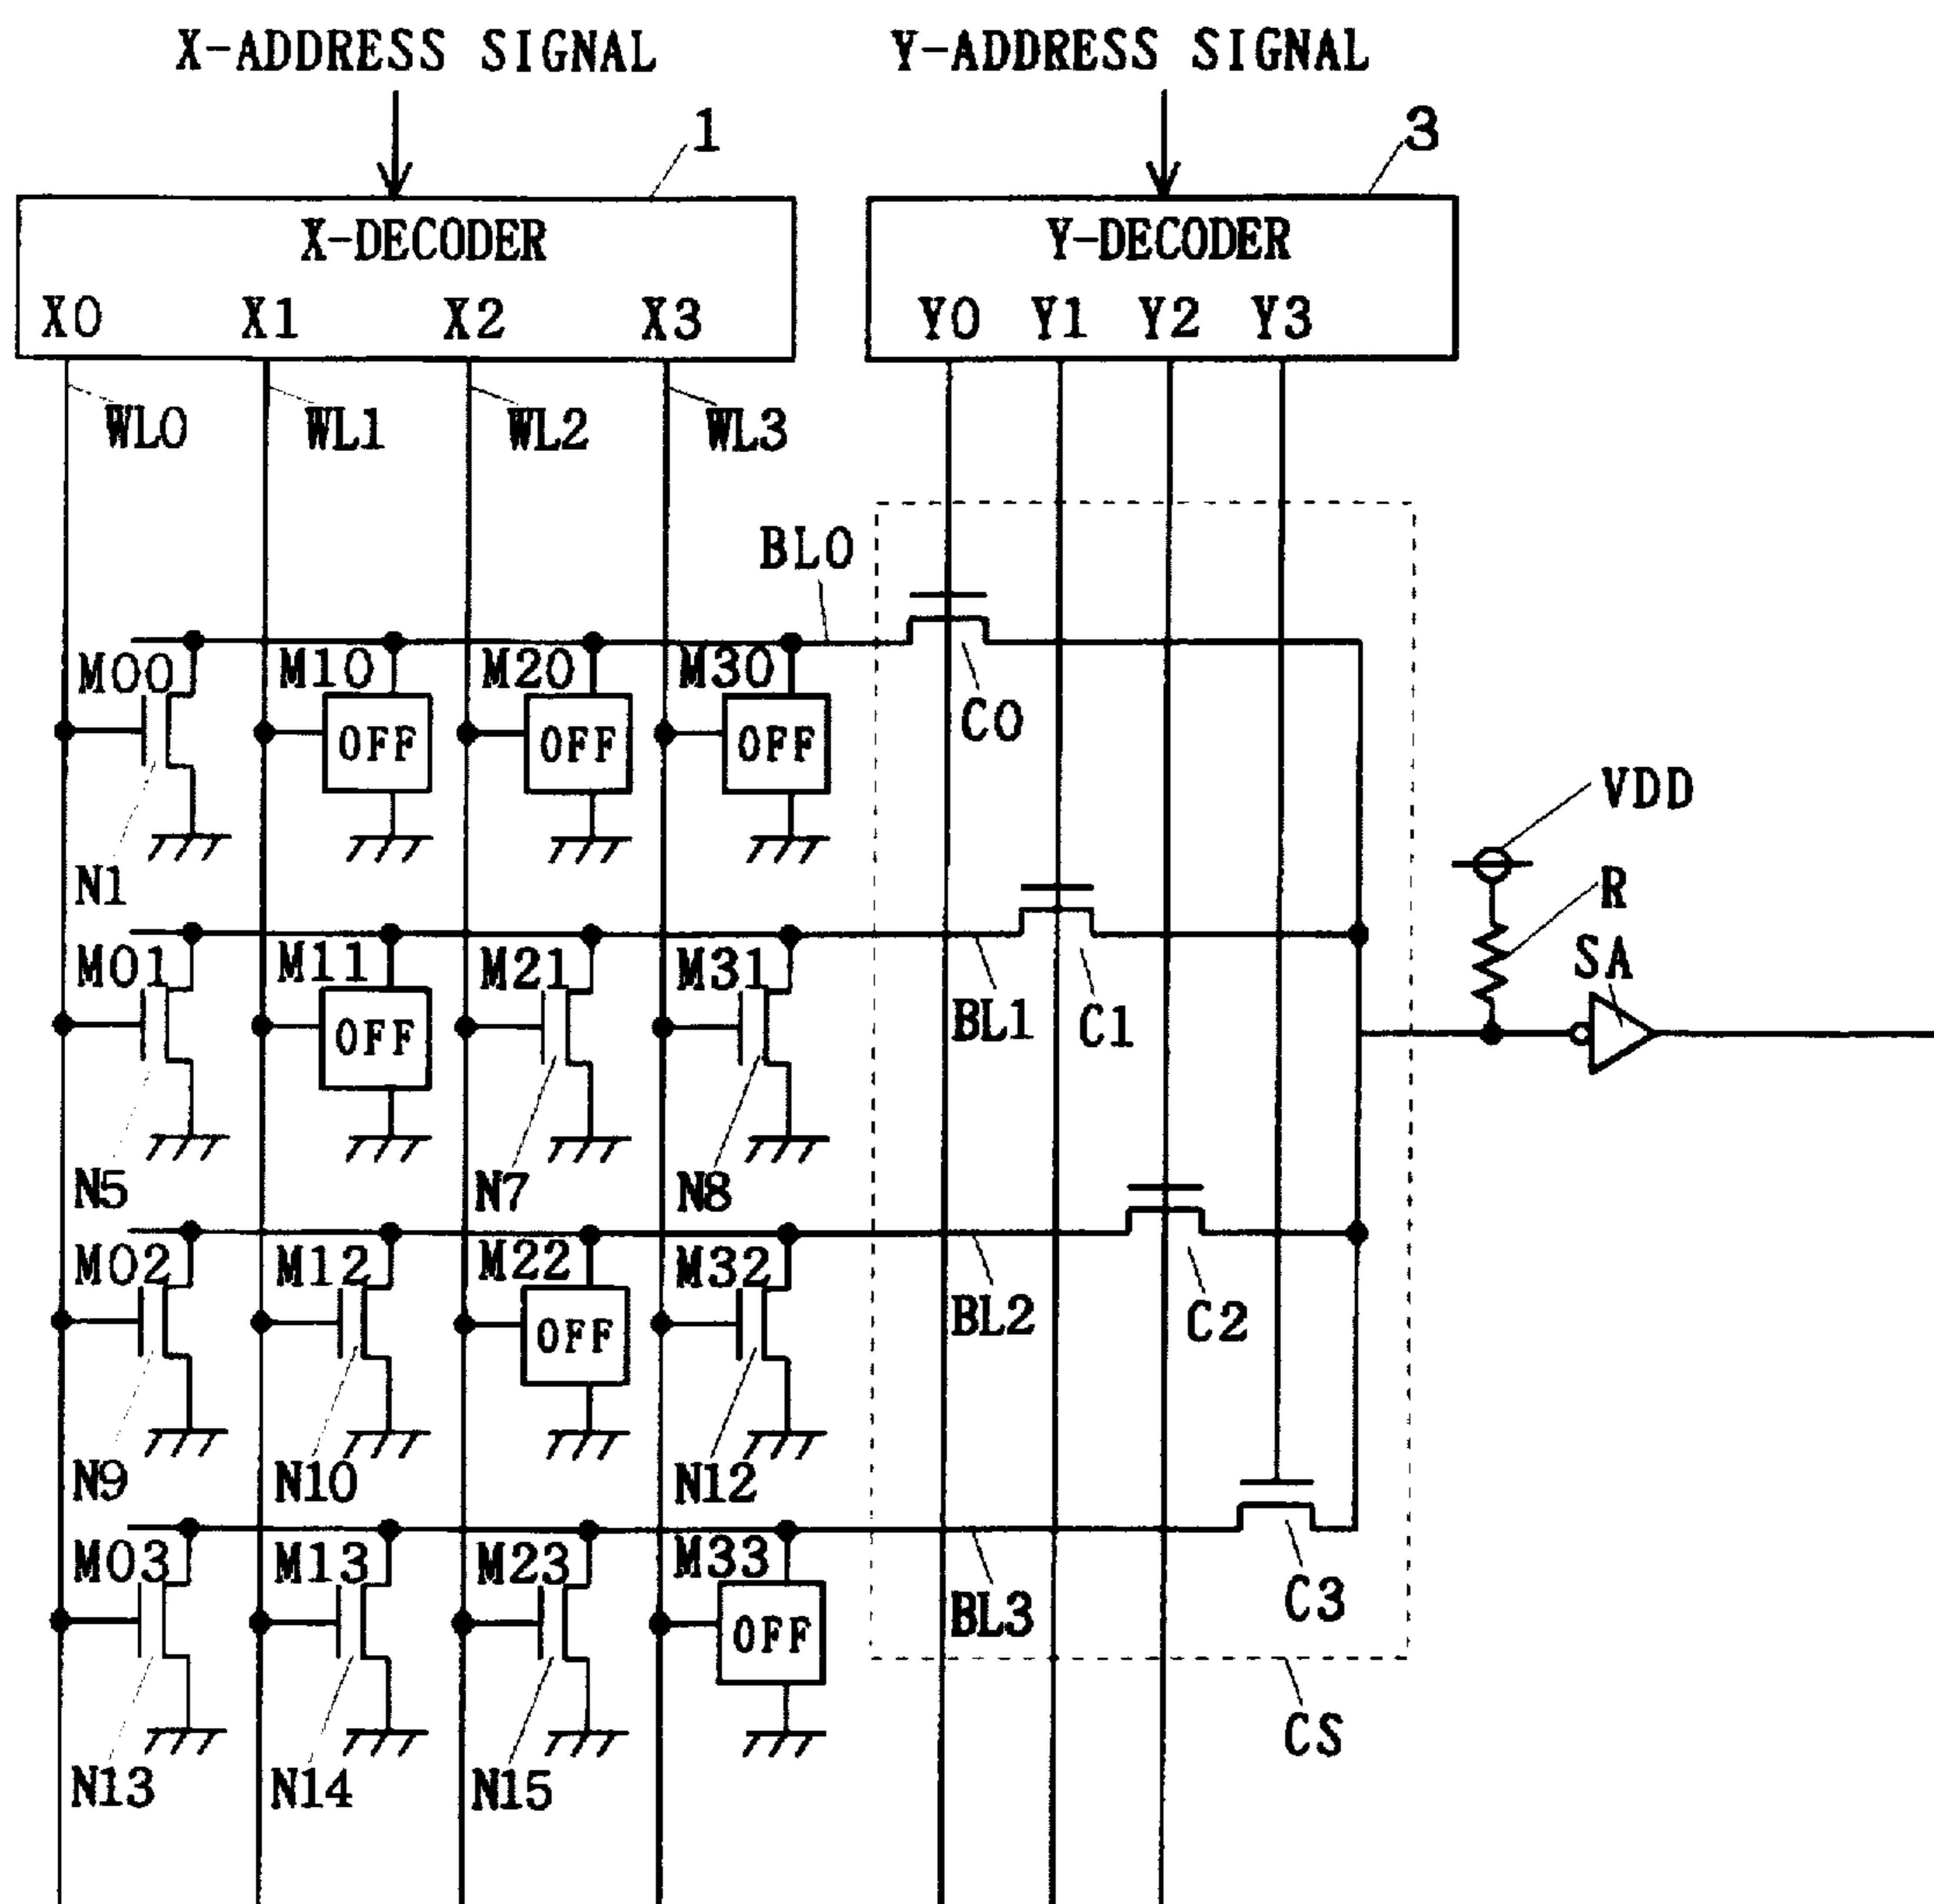 X-ADDRESS SIGNAL
Y-ADDRESS SIGNAL
1
3
X-DECODER
Y-DECODER
X0 X1 X2 X3
Y0 Y1 Y2 Y3
WL0 WL1 WL2 WL3
BL0
M00 M10 M20 M30
OFF OFF OFF
C0
VDD
N1
R
M01 M11 M21 M31
SA
OFF
BL1
C1
N5 N7 N8
M02 M12 M22 M32
BL2
C2
OFF
N9 N10 N12
M03 M13 M23 M33
BL3
C3
OFF
CS
N13 N14 N15